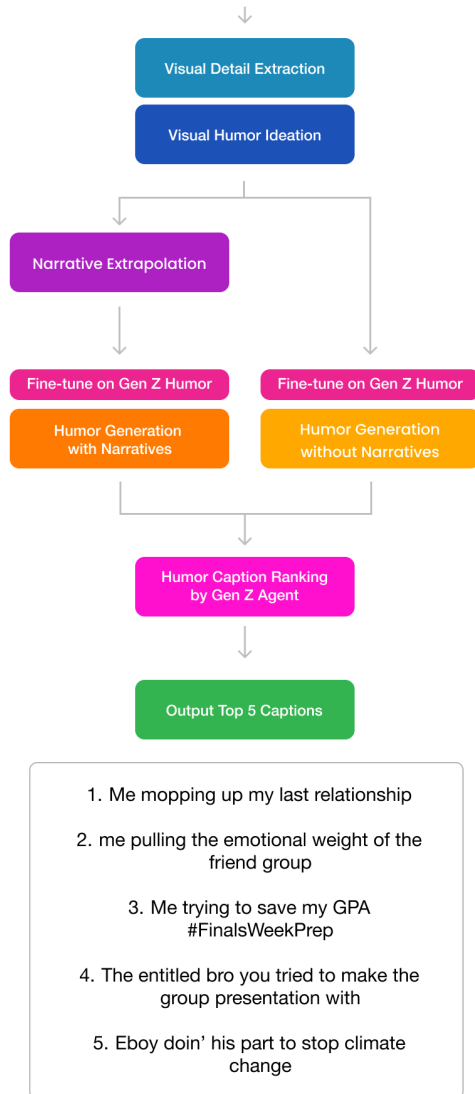 Visual Detail Extraction
Visual Humor Ideation
Narrative Extrapolation
Fine-tune on Gen Z Humor
Fine-tune on Gen Z Humor
Humor Generation
with Narratives
Humor Generation
without Narratives
Humor Caption Ranking
by Gen Z Agent
Output Top 5 Captions
1. Me mopping up my last relationship
2. me pulling the emotional weight of the
friend group
3. Me trying to save my GPA
#FinalsWeekPrep
4. The entitled bro you tried to make the
group presentation with
5. Eboy doin’ his part to stop climate
change